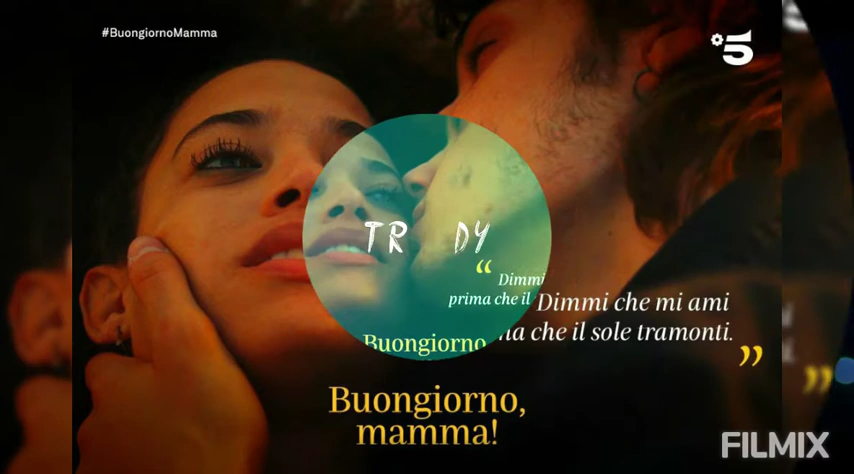 #BuongiornoMamma
5
TR DY
“ Dimmi
prima che il
Dimmi che mi ami
na che il sole tramonti.
”
Buongiorno
Buongiorno,
mamma!
”
FILMIX